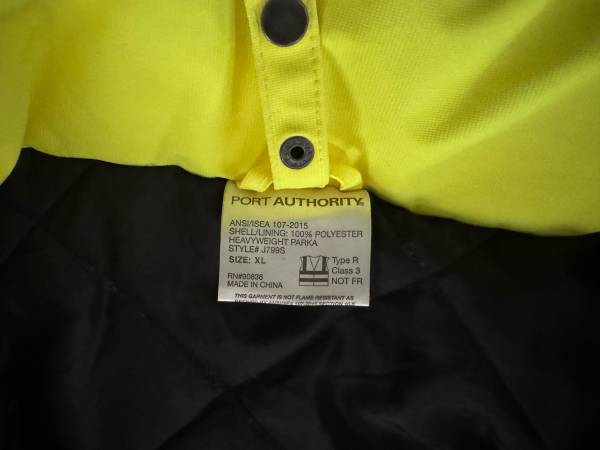 PORT AUTHORITY®
ANSI/ISEA 107-2015
SHELL/LINING: 100% POLYESTER
HEAVYWEIGHT PARKA
STYLE# J799S
SIZE: XL
Type R
Class 3
NOT FR
RN#90836
MADE IN CHINA
THIS GARMENT IS NOT FLAME RESISTANT AS